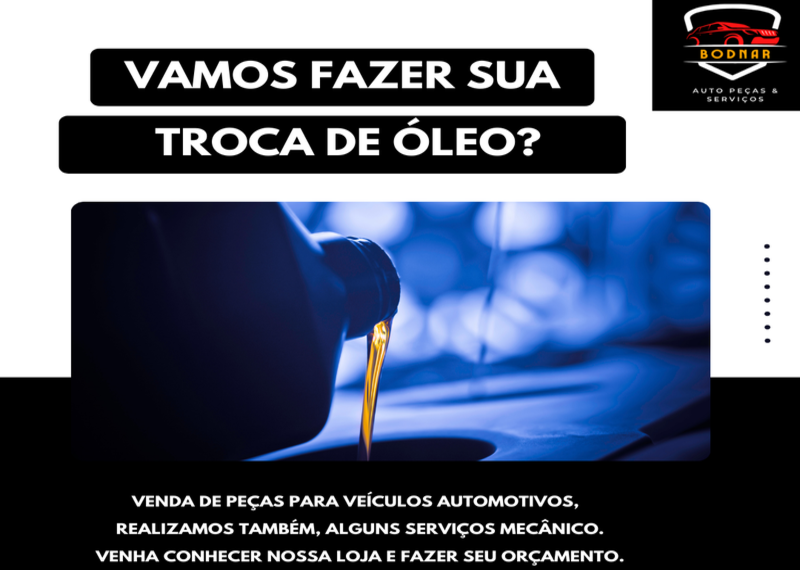 BODNAR
AUTO PEÇAS &
SERVIÇOS
VAMOS FAZER SUA
TROCA DE ÓLEO?
VENDA DE PEÇAS PARA VEÍCULOS AUTOMOTIVOS,
REALIZAMOS TAMBÉM, ALGUNS SERVIÇOS MECÂNICO.
VENHA CONHECER NOSSA LOJA E FAZER SEU ORÇAMENTO.